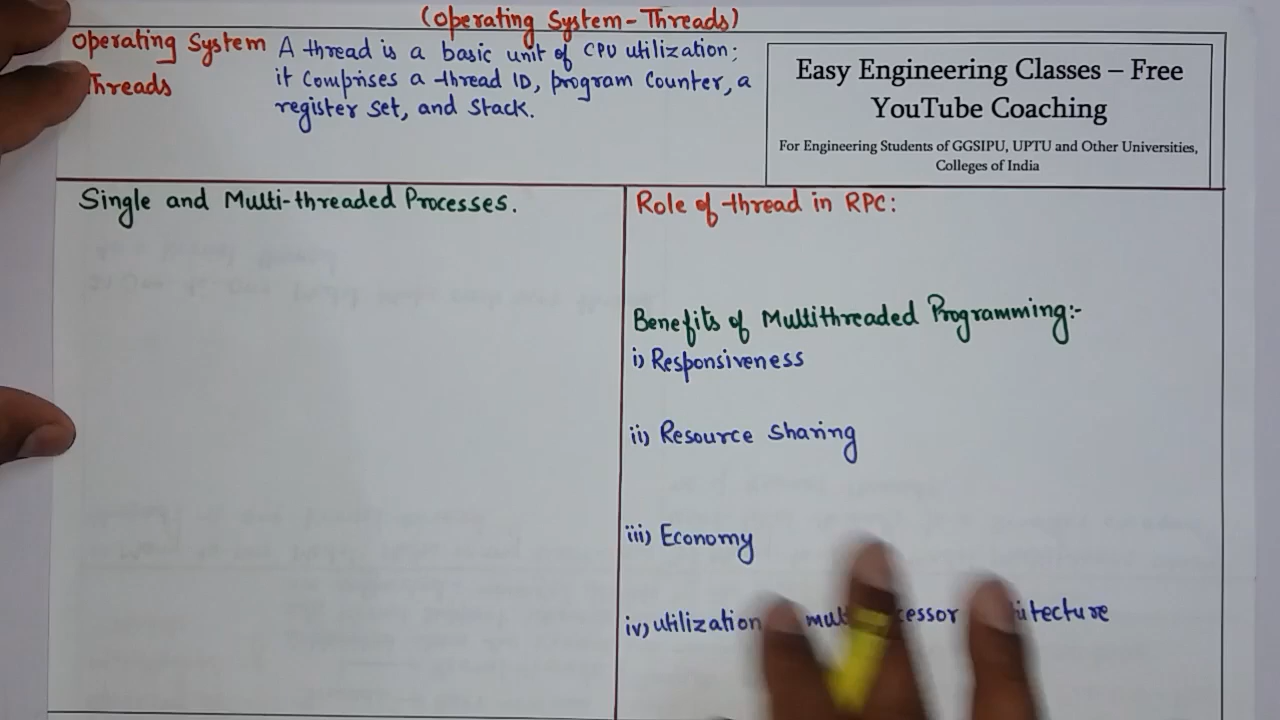 (Operating System-Threads)
Operating System
Threads
A thread is a basic unit of CPU utilization;
it comprises a thread ID, program counter, a
register set, and stack.
Easy Engineering Classes – Free
YouTube Coaching
For Engineering Students of GGSIPU, UPTU and Other Universities,
Colleges of India
Single and Multi-threaded Processes.
Role of thread in RPC:
Benefits of Multithreaded Programming:-
i) Responsiveness
ii) Resource Sharing
iii) Economy
iv) utilization